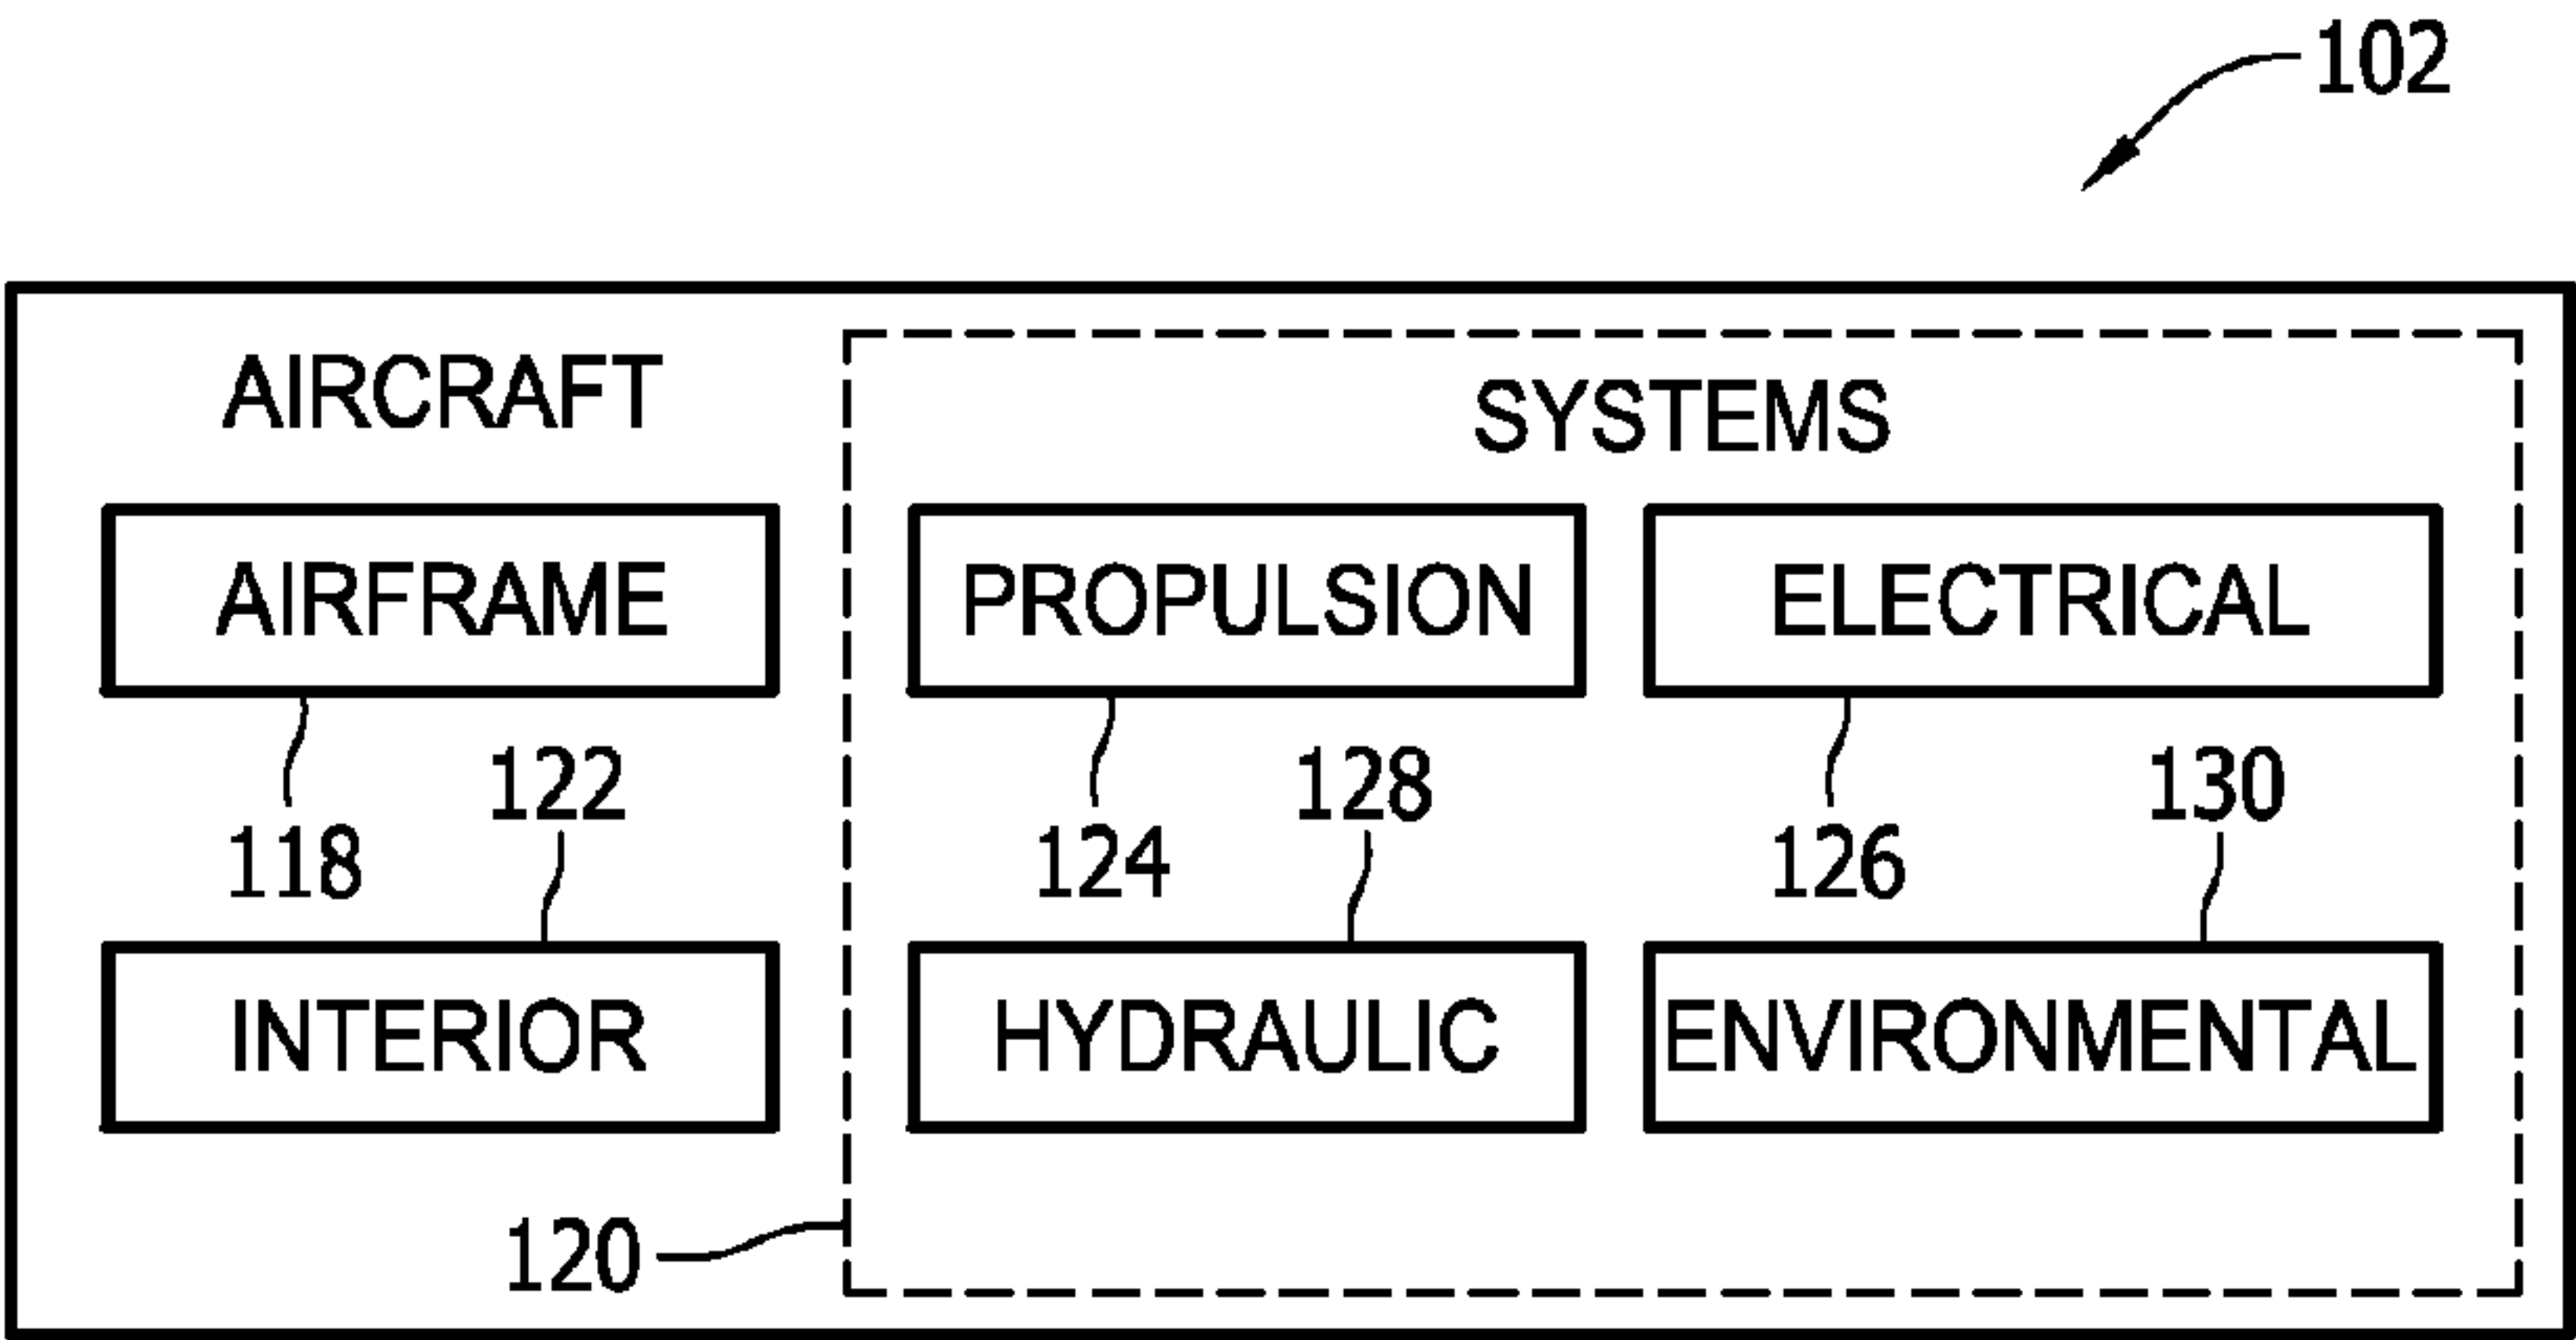 102
AIRCRAFT
SYSTEMS
AIRFRAME
PROPULSION
ELECTRICAL
118
122
124
128
126
130
INTERIOR
HYDRAULIC
ENVIRONMENTAL
120